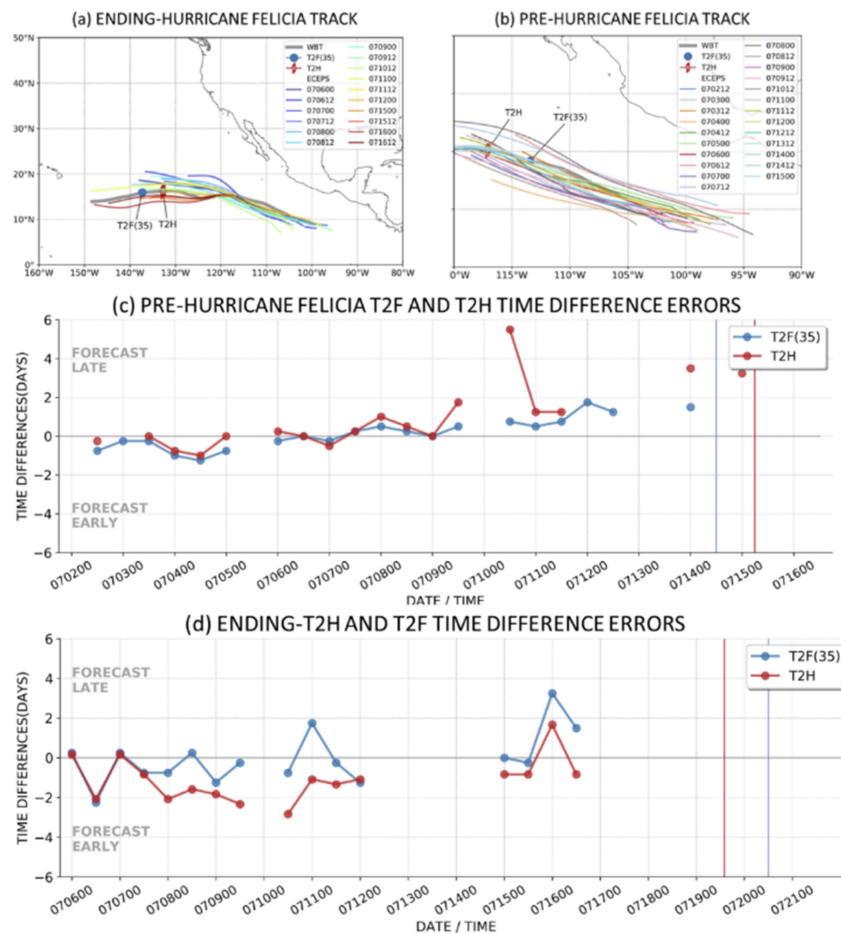 (a) ENDING-HURRICANE FELICIA TRACK
50°N
40°N
30°N
20°N
10°N
0°
160°W 150°W 140°W 130°W 120°W 110°W 100°W 90°W 80°W
WBT
T2F(35)
T2H
ECEPS
070600
070612
070700
070712
070800
070812
070900
070912
071012
071100
071112
071200
071500
071512
071600
071612
T2F(35)
T2H
(b) PRE-HURRICANE FELICIA TRACK
WBT
T2F(35)
T2H
ECEPS
070212
070300
070312
070400
070412
070500
070600
070612
070700
070712
070800
070812
070900
070912
071012
071100
071112
071200
071212
071312
071400
071412
071500
T2H
T2F(35)
0°W 115°W 110°W 105°W 100°W 95°W 90°W
(c) PRE-HURRICANE FELICIA T2F AND T2H TIME DIFFERENCE ERRORS
TIME DIFFERENCES(DAYS)
6
4
2
0
−2
−4
−6
FORECAST
LATE
FORECAST
EARLY
T2F(35)
T2H
070200 070300 070400 070500 070600 070700 070800 070900 071000 071100 071200 071300 071400 071500 071600
DATE / TIME
(d) ENDING-T2H AND T2F TIME DIFFERENCE ERRORS
TIME DIFFERENCES(DAYS)
6
4
2
0
−2
−4
−6
FORECAST
LATE
FORECAST
EARLY
T2F(35)
T2H
070600 070700 070800 070900 071000 071100 071200 071300 071400 071500 071600 071700 071800 071900 072000 072100
DATE / TIME